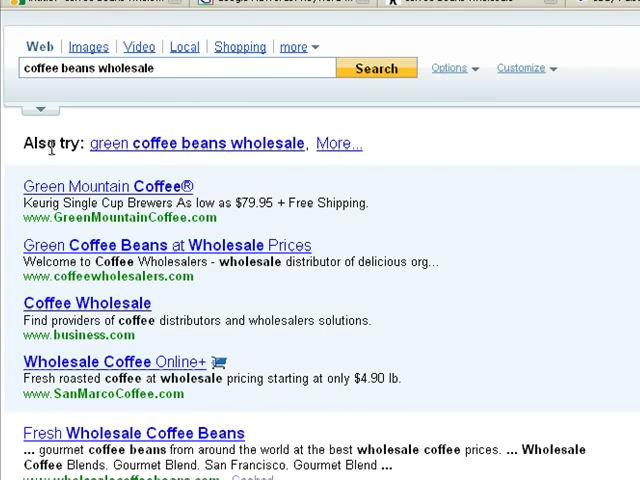 Web Images Video Local Shopping more
coffee beans wholesale Search Options Customize
Also try: green coffee beans wholesale, More...
Green Mountain Coffee®
Keurig Single Cup Brewers As low as $79.95 + Free Shipping.
www.GreenMountainCoffee.com
Green Coffee Beans at Wholesale Prices
Welcome to Coffee Wholesalers - wholesale distributor of delicious org...
www.coffeewholesalers.com
Coffee Wholesale
Find providers of coffee distributors and wholesalers solutions.
www.business.com
Wholesale Coffee Online+
Fresh roasted coffee at wholesale pricing starting at only $4.90 lb.
www.SanMarcoCoffee.com
Fresh Wholesale Coffee Beans
... gourmet coffee beans from around the world at the best wholesale coffee prices. ... Wholesale
Coffee Blends. Gourmet Blend. San Francisco. Gourmet Blend ...